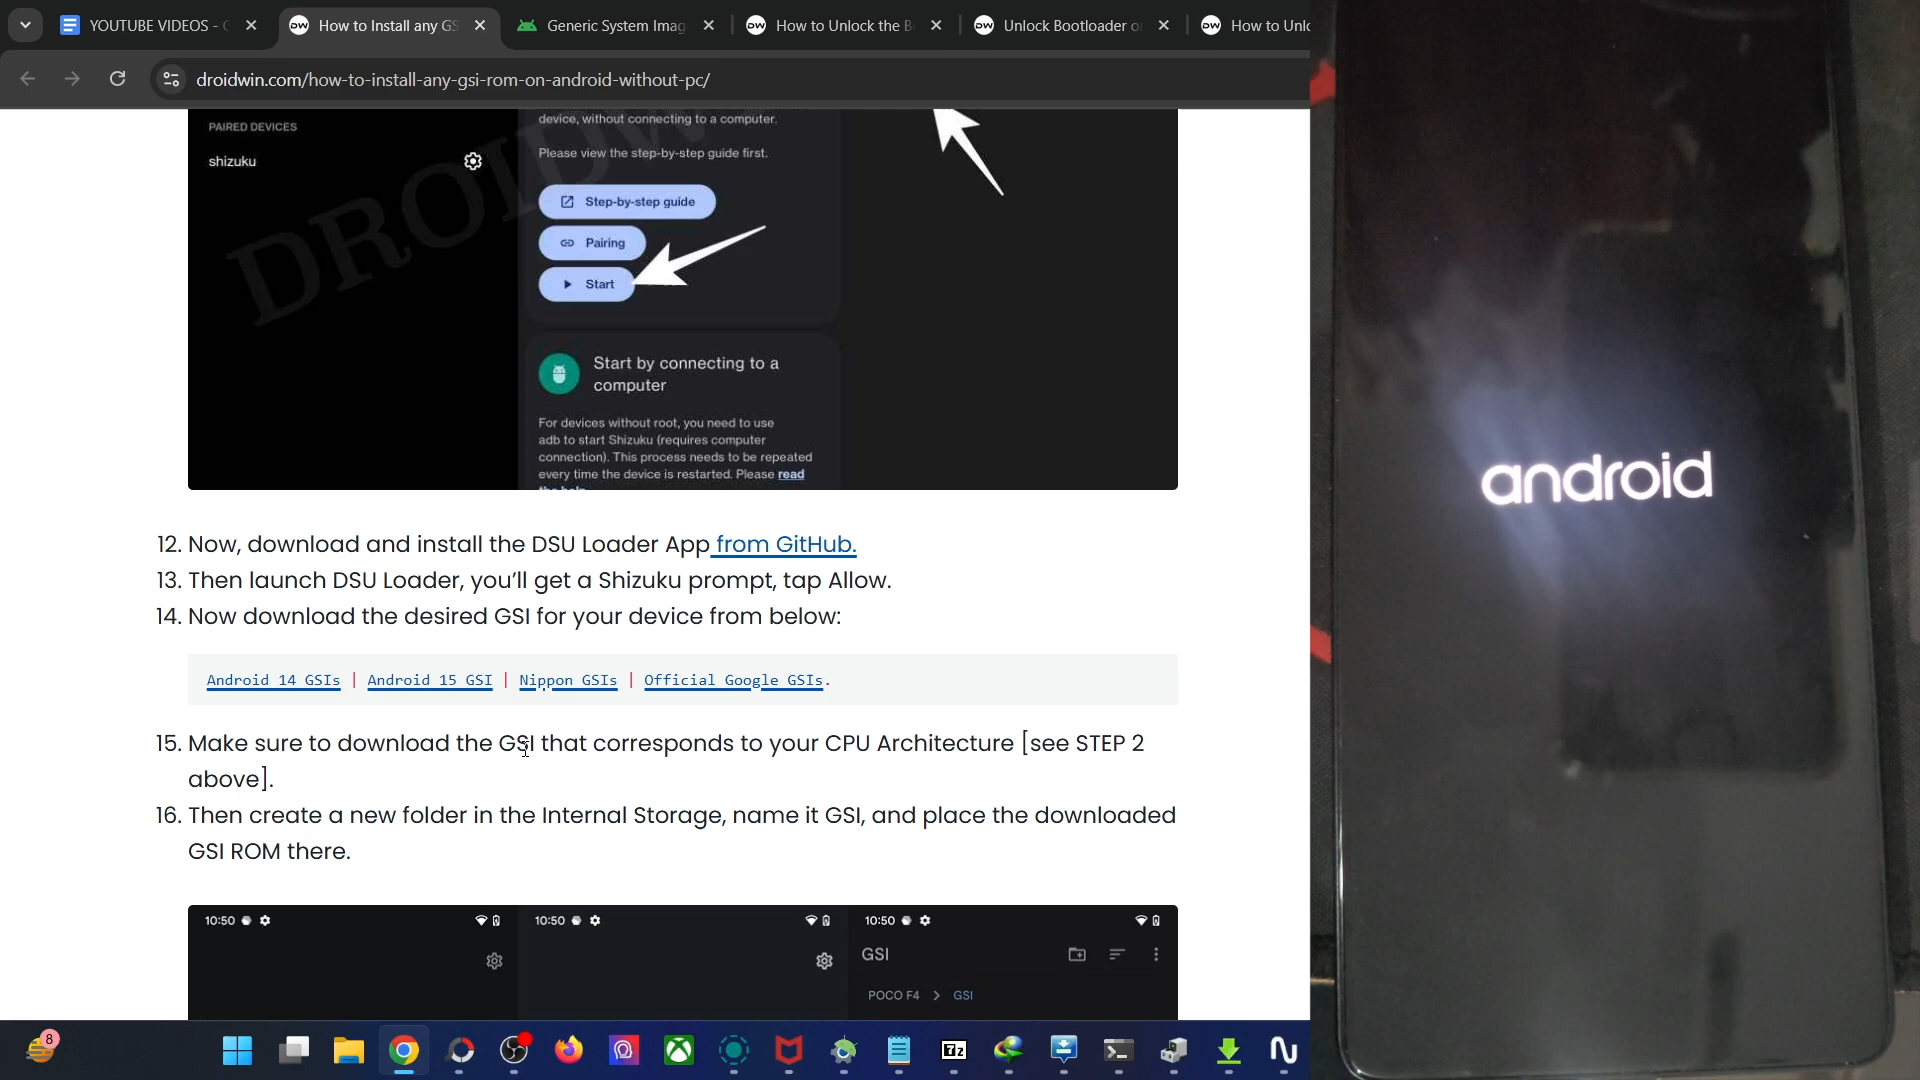 YOUTUBE VIDEOS -
How to Install any GS
Generic System Imag
How to Unlock the B
Unlock Bootloader o
How to Unlo
droidwin.com/how-to-install-any-gsi-rom-on-android-without-pc/
PAIRED DEVICES
shizuku
device, without connecting to a computer.
Please view the step-by-step guide first.
Step-by-step guide
Pairing
Start
Start by connecting to a
computer
For devices without root, you need to use
adb to start Shizuku (requires computer
connection). This process needs to be repeated
every time the device is restarted. Please read
the help
DROIDW
android
12. Now, download and install the DSU Loader App from GitHub.
13. Then launch DSU Loader, you’ll get a Shizuku prompt, tap Allow.
14. Now download the desired GSI for your device from below:
Android 14 GSIs | Android 15 GSI | Nippon GSIs | Official Google GSIs.
15. Make sure to download the GSI that corresponds to your CPU Architecture [see STEP 2
above].
16. Then create a new folder in the Internal Storage, name it GSI, and place the downloaded
GSI ROM there.
10:50
10:50
10:50
GSI
POCO F4 > GSI
8
7z